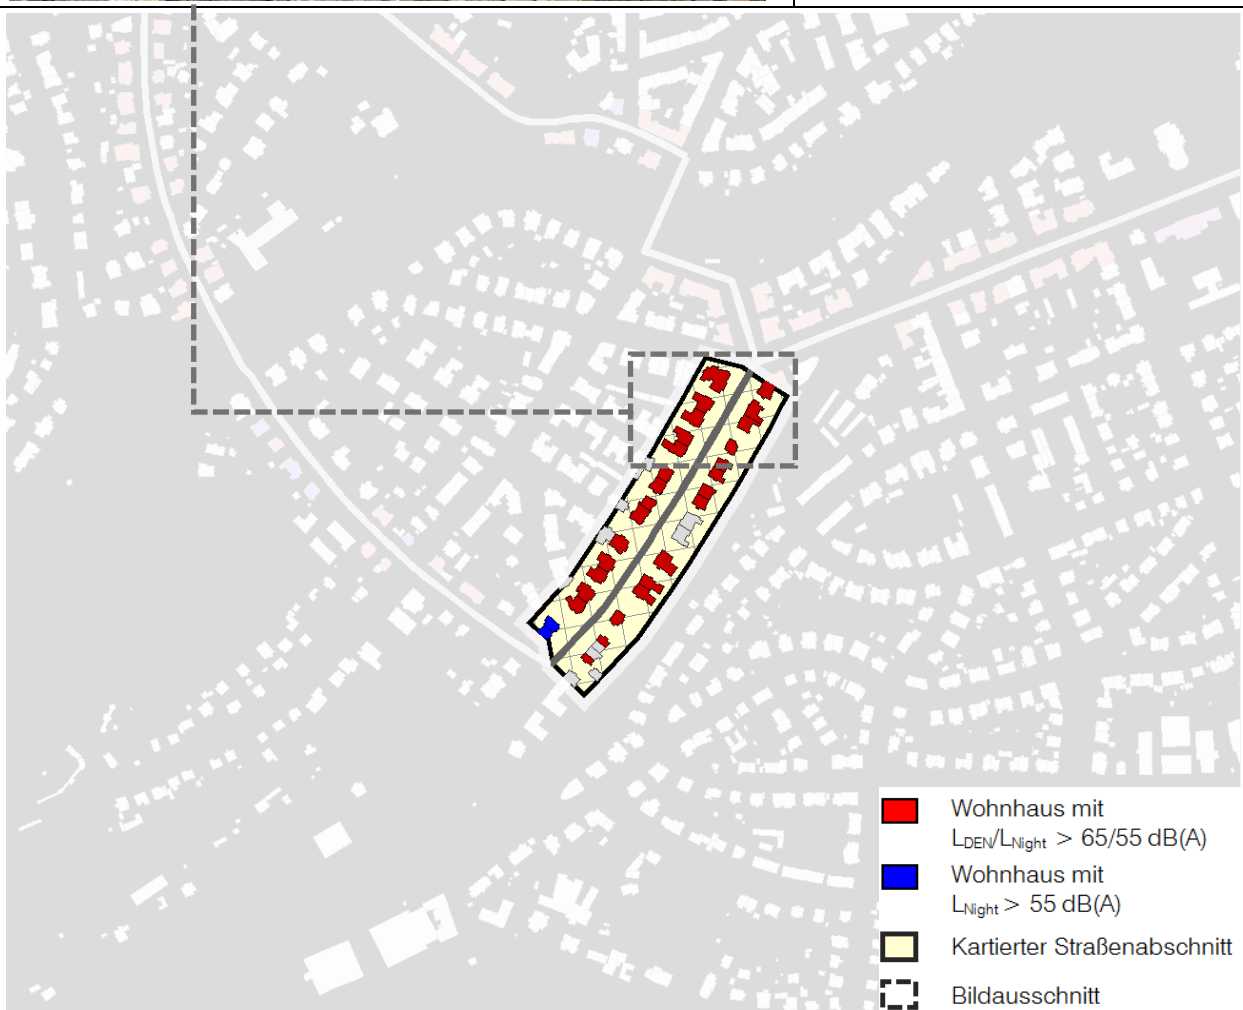 Wohnhaus mit
LDEN/LNight > 65/55 dB(A)
Wohnhaus mit
LNight > 55 dB(A)
Kartierter Straßenabschnitt
Bildausschnitt